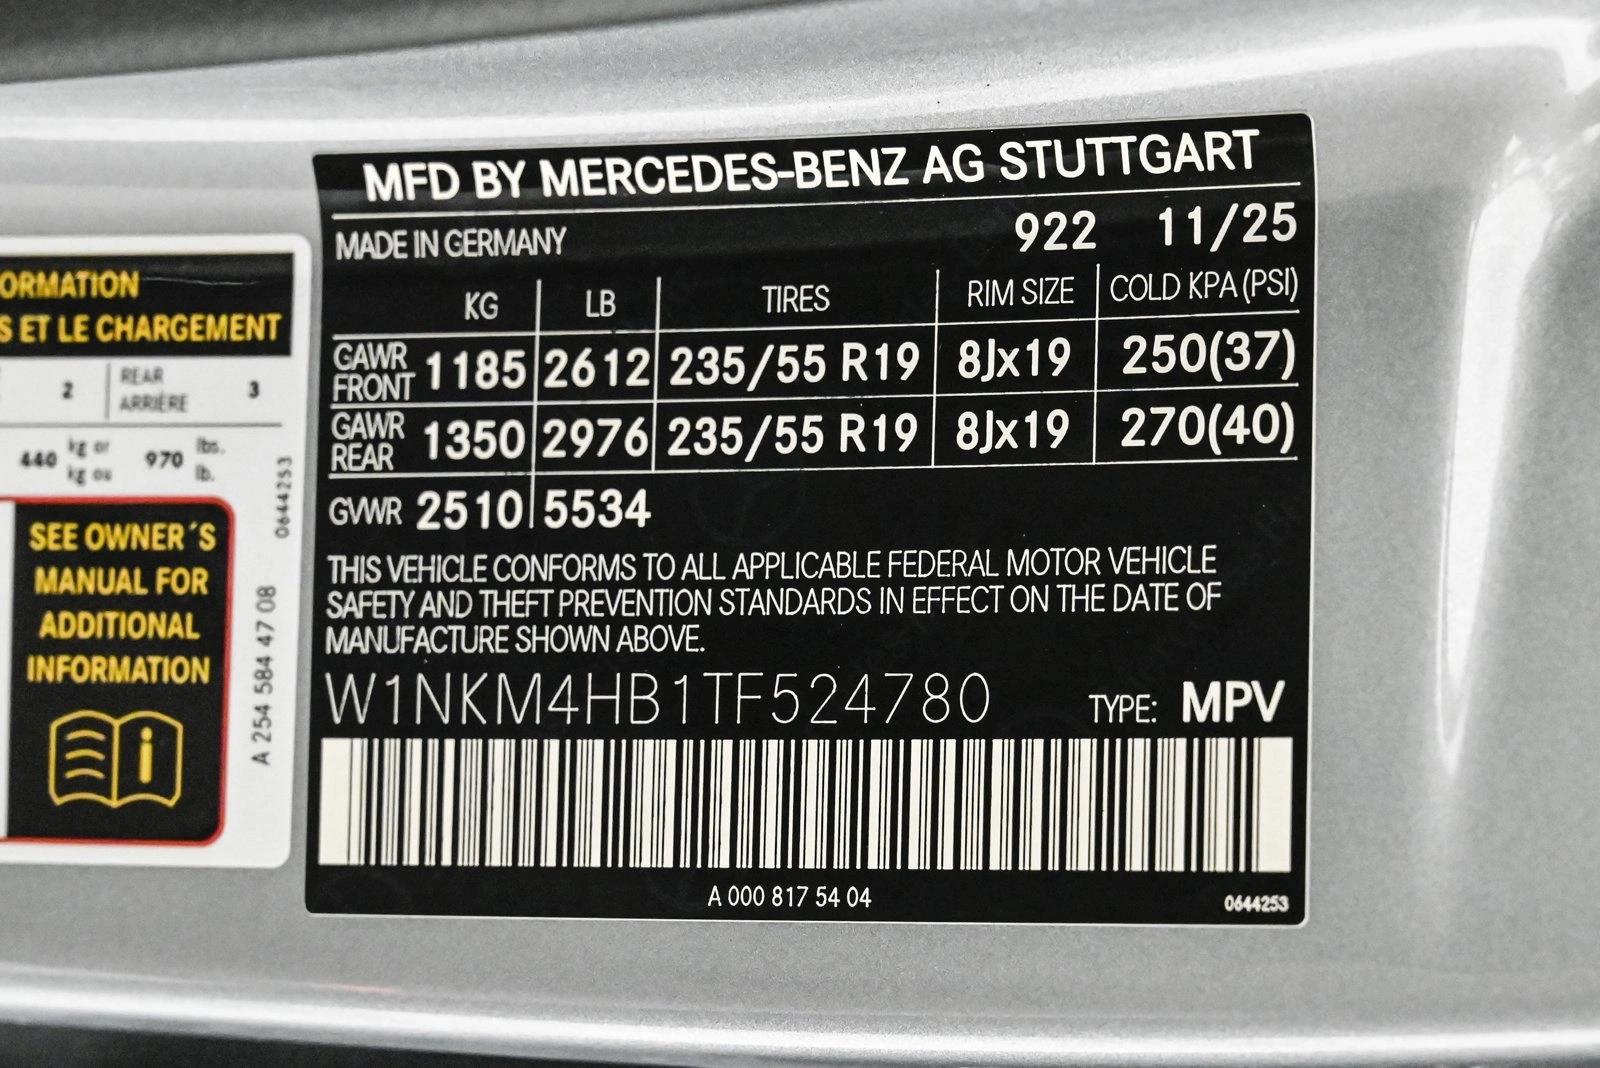 ORMATION
S ET LE CHARGEMENT
2 REAR ARRIÈRE 3
440 kg or kg ou 970 lbs. lb.
SEE OWNER´S
MANUAL FOR
ADDITIONAL
INFORMATION
i
0644253
A 254 584 47 08
MFD BY MERCEDES-BENZ AG STUTTGART
MADE IN GERMANY 922 11/25
KG LB TIRES RIM SIZE COLD KPA (PSI)
GAWR FRONT 1185 2612 235/55 R19 8Jx19 250(37)
GAWR REAR 1350 2976 235/55 R19 8Jx19 270(40)
GVWR 2510 5534
THIS VEHICLE CONFORMS TO ALL APPLICABLE FEDERAL MOTOR VEHICLE
SAFETY AND THEFT PREVENTION STANDARDS IN EFFECT ON THE DATE OF
MANUFACTURE SHOWN ABOVE.
W1NKM4HB1TF524780 TYPE: MPV
A 000 817 54 04 0644253